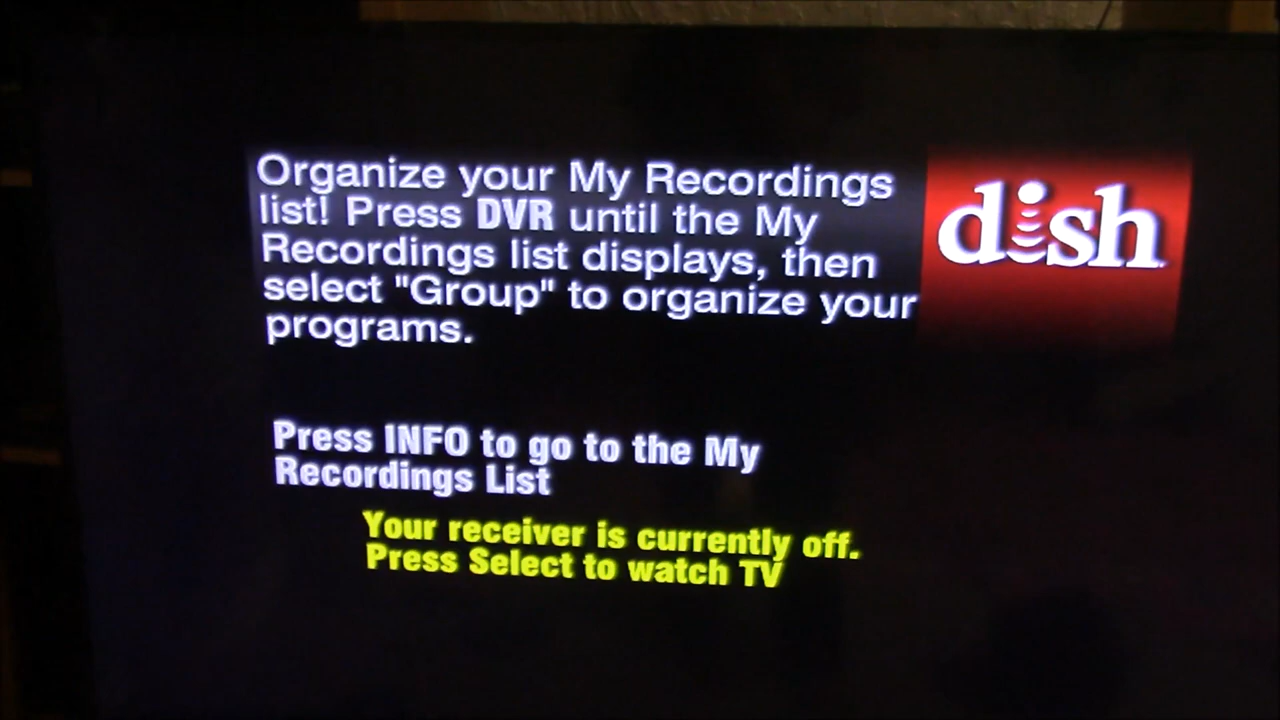 Organize your My Recordings
list! Press DVR until the My
Recordings list displays, then
select "Group" to organize your
programs.
dish
Press INFO to go to the My
Recordings List
Your receiver is currently off.
Press Select to watch TV